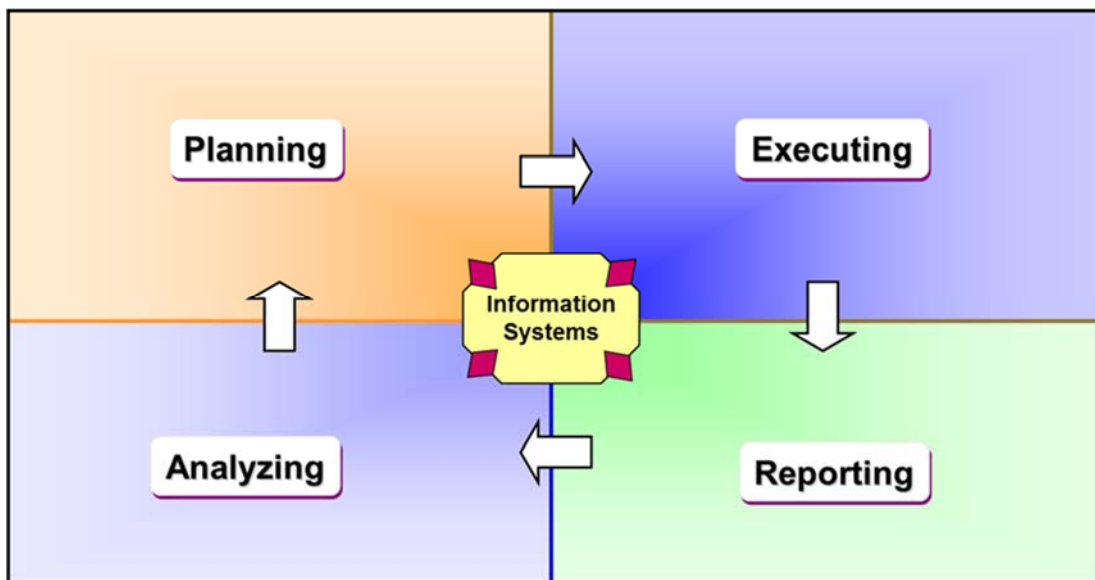 Planning
Executing
Information
Systems
Analyzing
Reporting